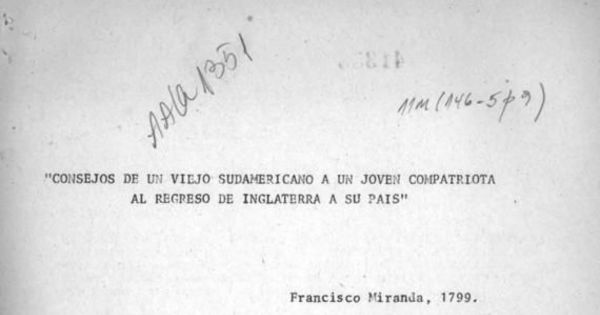 AAQ1351
11M(146-5p9)
"CONSEJOS DE UN VIEJO SUDAMERICANO A UN JOVEN COMPATRIOTA
AL REGRESO DE INGLATERRA A SU PAIS"
Francisco Miranda, 1799.